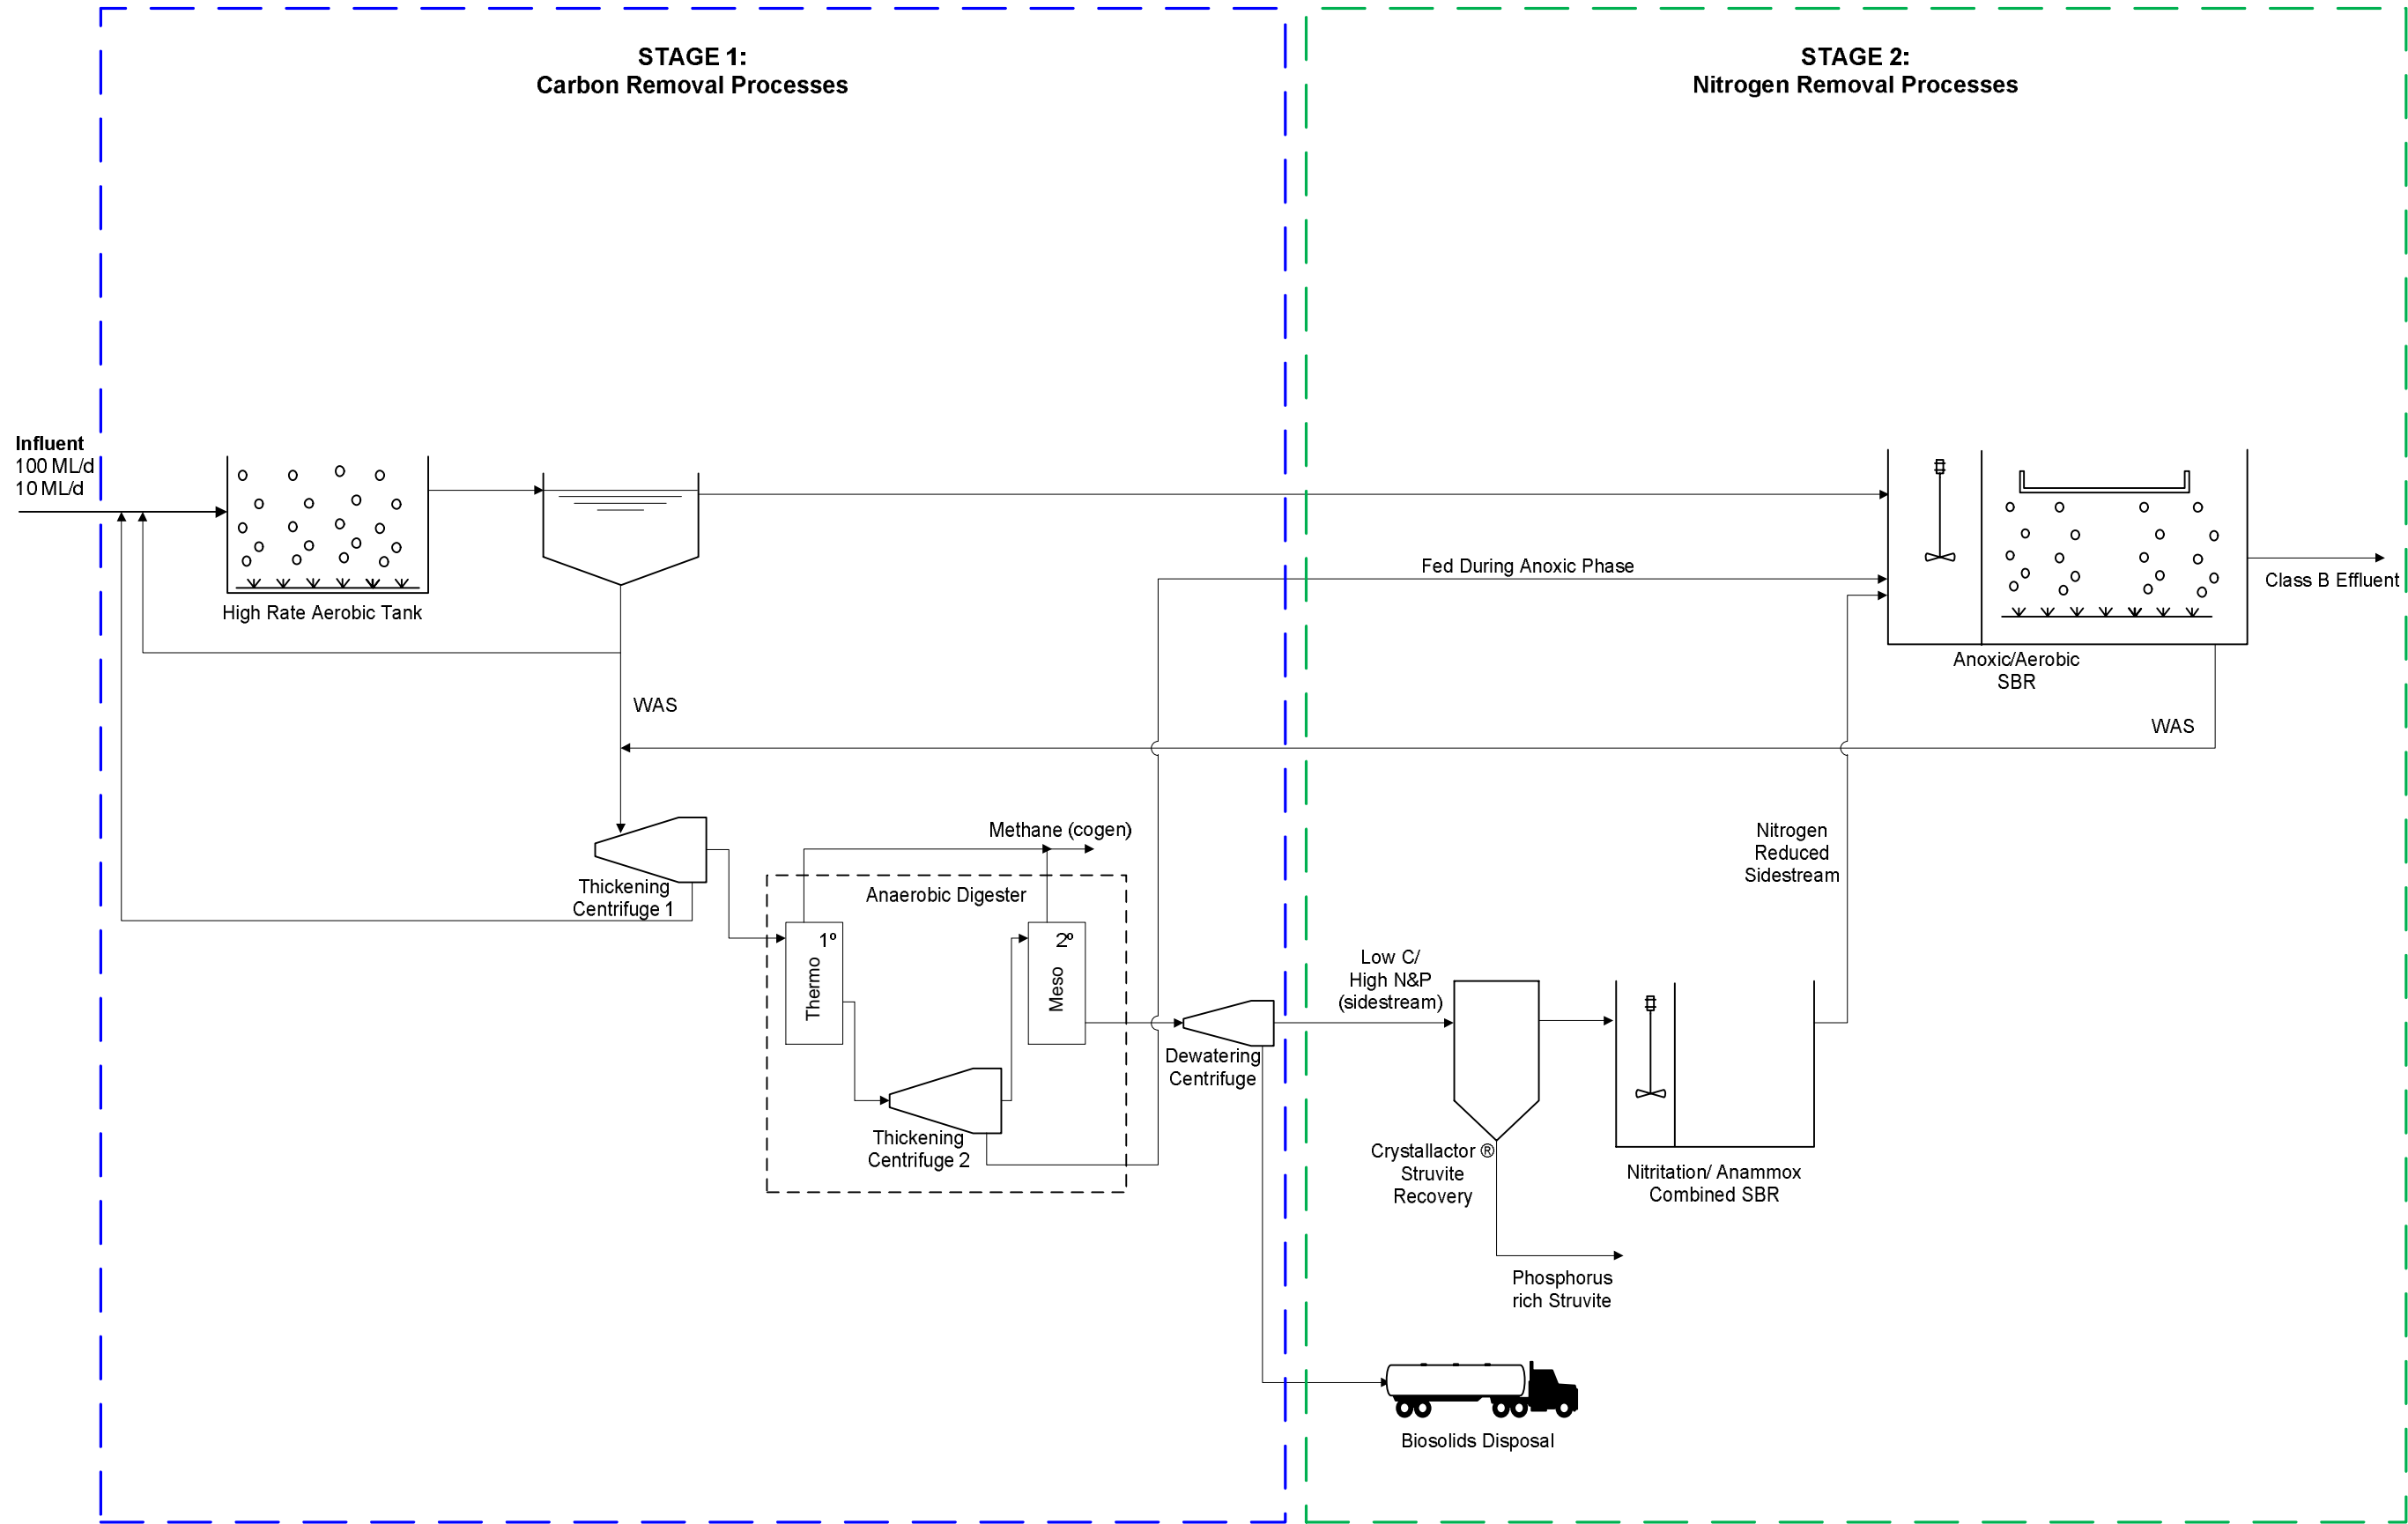 STAGE 1:
Carbon Removal Processes
STAGE 2:
Nitrogen Removal Processes
Influent
100 ML/d
10 ML/d
High Rate Aerobic Tank
Fed During Anoxic Phase
Class B Effluent
Anoxic/Aerobic
SBR
WAS
WAS
Thickening
Centrifuge 1
Methane (cogen)
Anaerobic Digester
1º
Thermo
2º
Meso
Thickening
Centrifuge 2
Dewatering
Centrifuge
Low C/
High N&P
(sidestream)
Nitrogen
Reduced
Sidestream
Crystallactor ®
Struvite
Recovery
Nitritation/ Anammox
Combined SBR
Phosphorus
rich Struvite
Biosolids Disposal